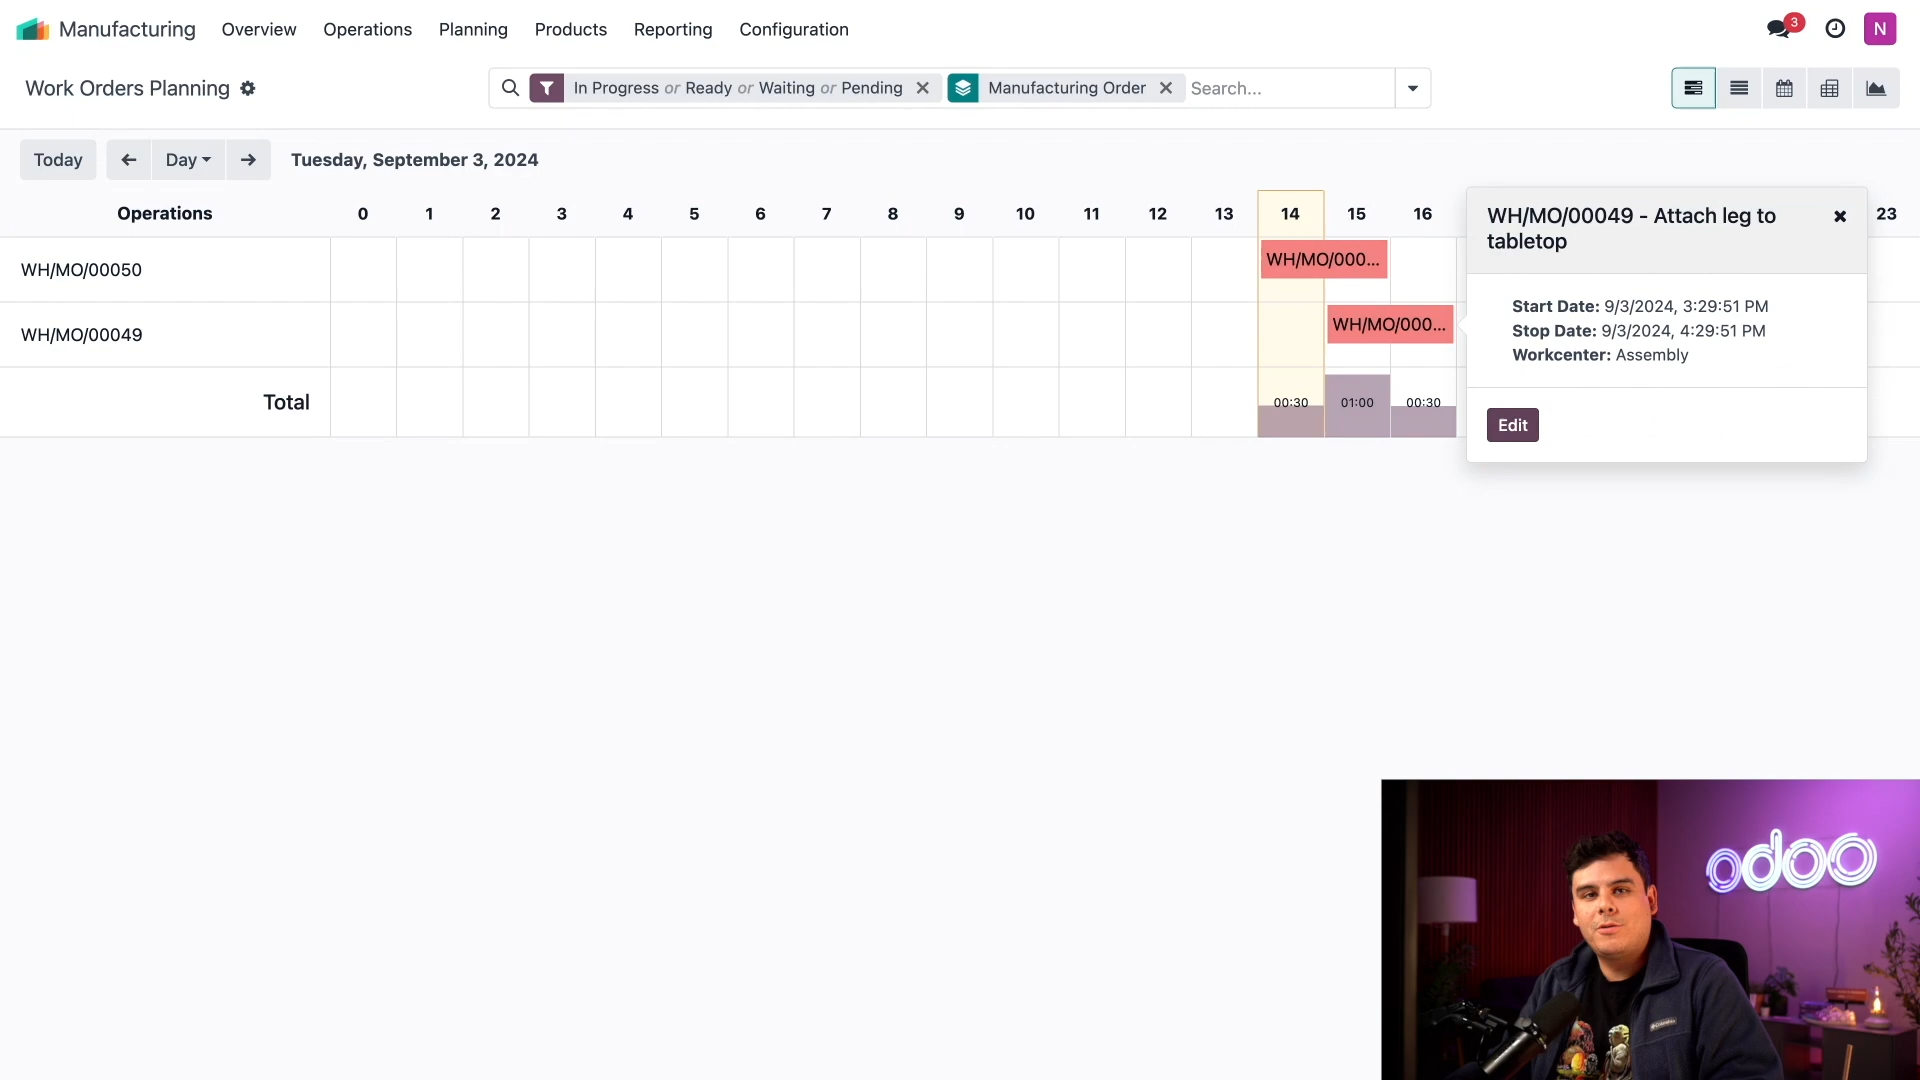 Manufacturing Overview Operations Planning Products Reporting Configuration 3 N
Work Orders Planning In Progress or Ready or Waiting or Pending Manufacturing Order Search...
Today Day Tuesday, September 3, 2024
Operations 0 1 2 3 4 5 6 7 8 9 10 11 12 13 14 15 16 23
WH/MO/00050 WH/MO/000...
WH/MO/00049 WH/MO/000...
Total 00:30 01:00 00:30
WH/MO/00049 - Attach leg to
tabletop
Start Date: 9/3/2024, 3:29:51 PM
Stop Date: 9/3/2024, 4:29:51 PM
Workcenter: Assembly
Edit
odoo
Columbia